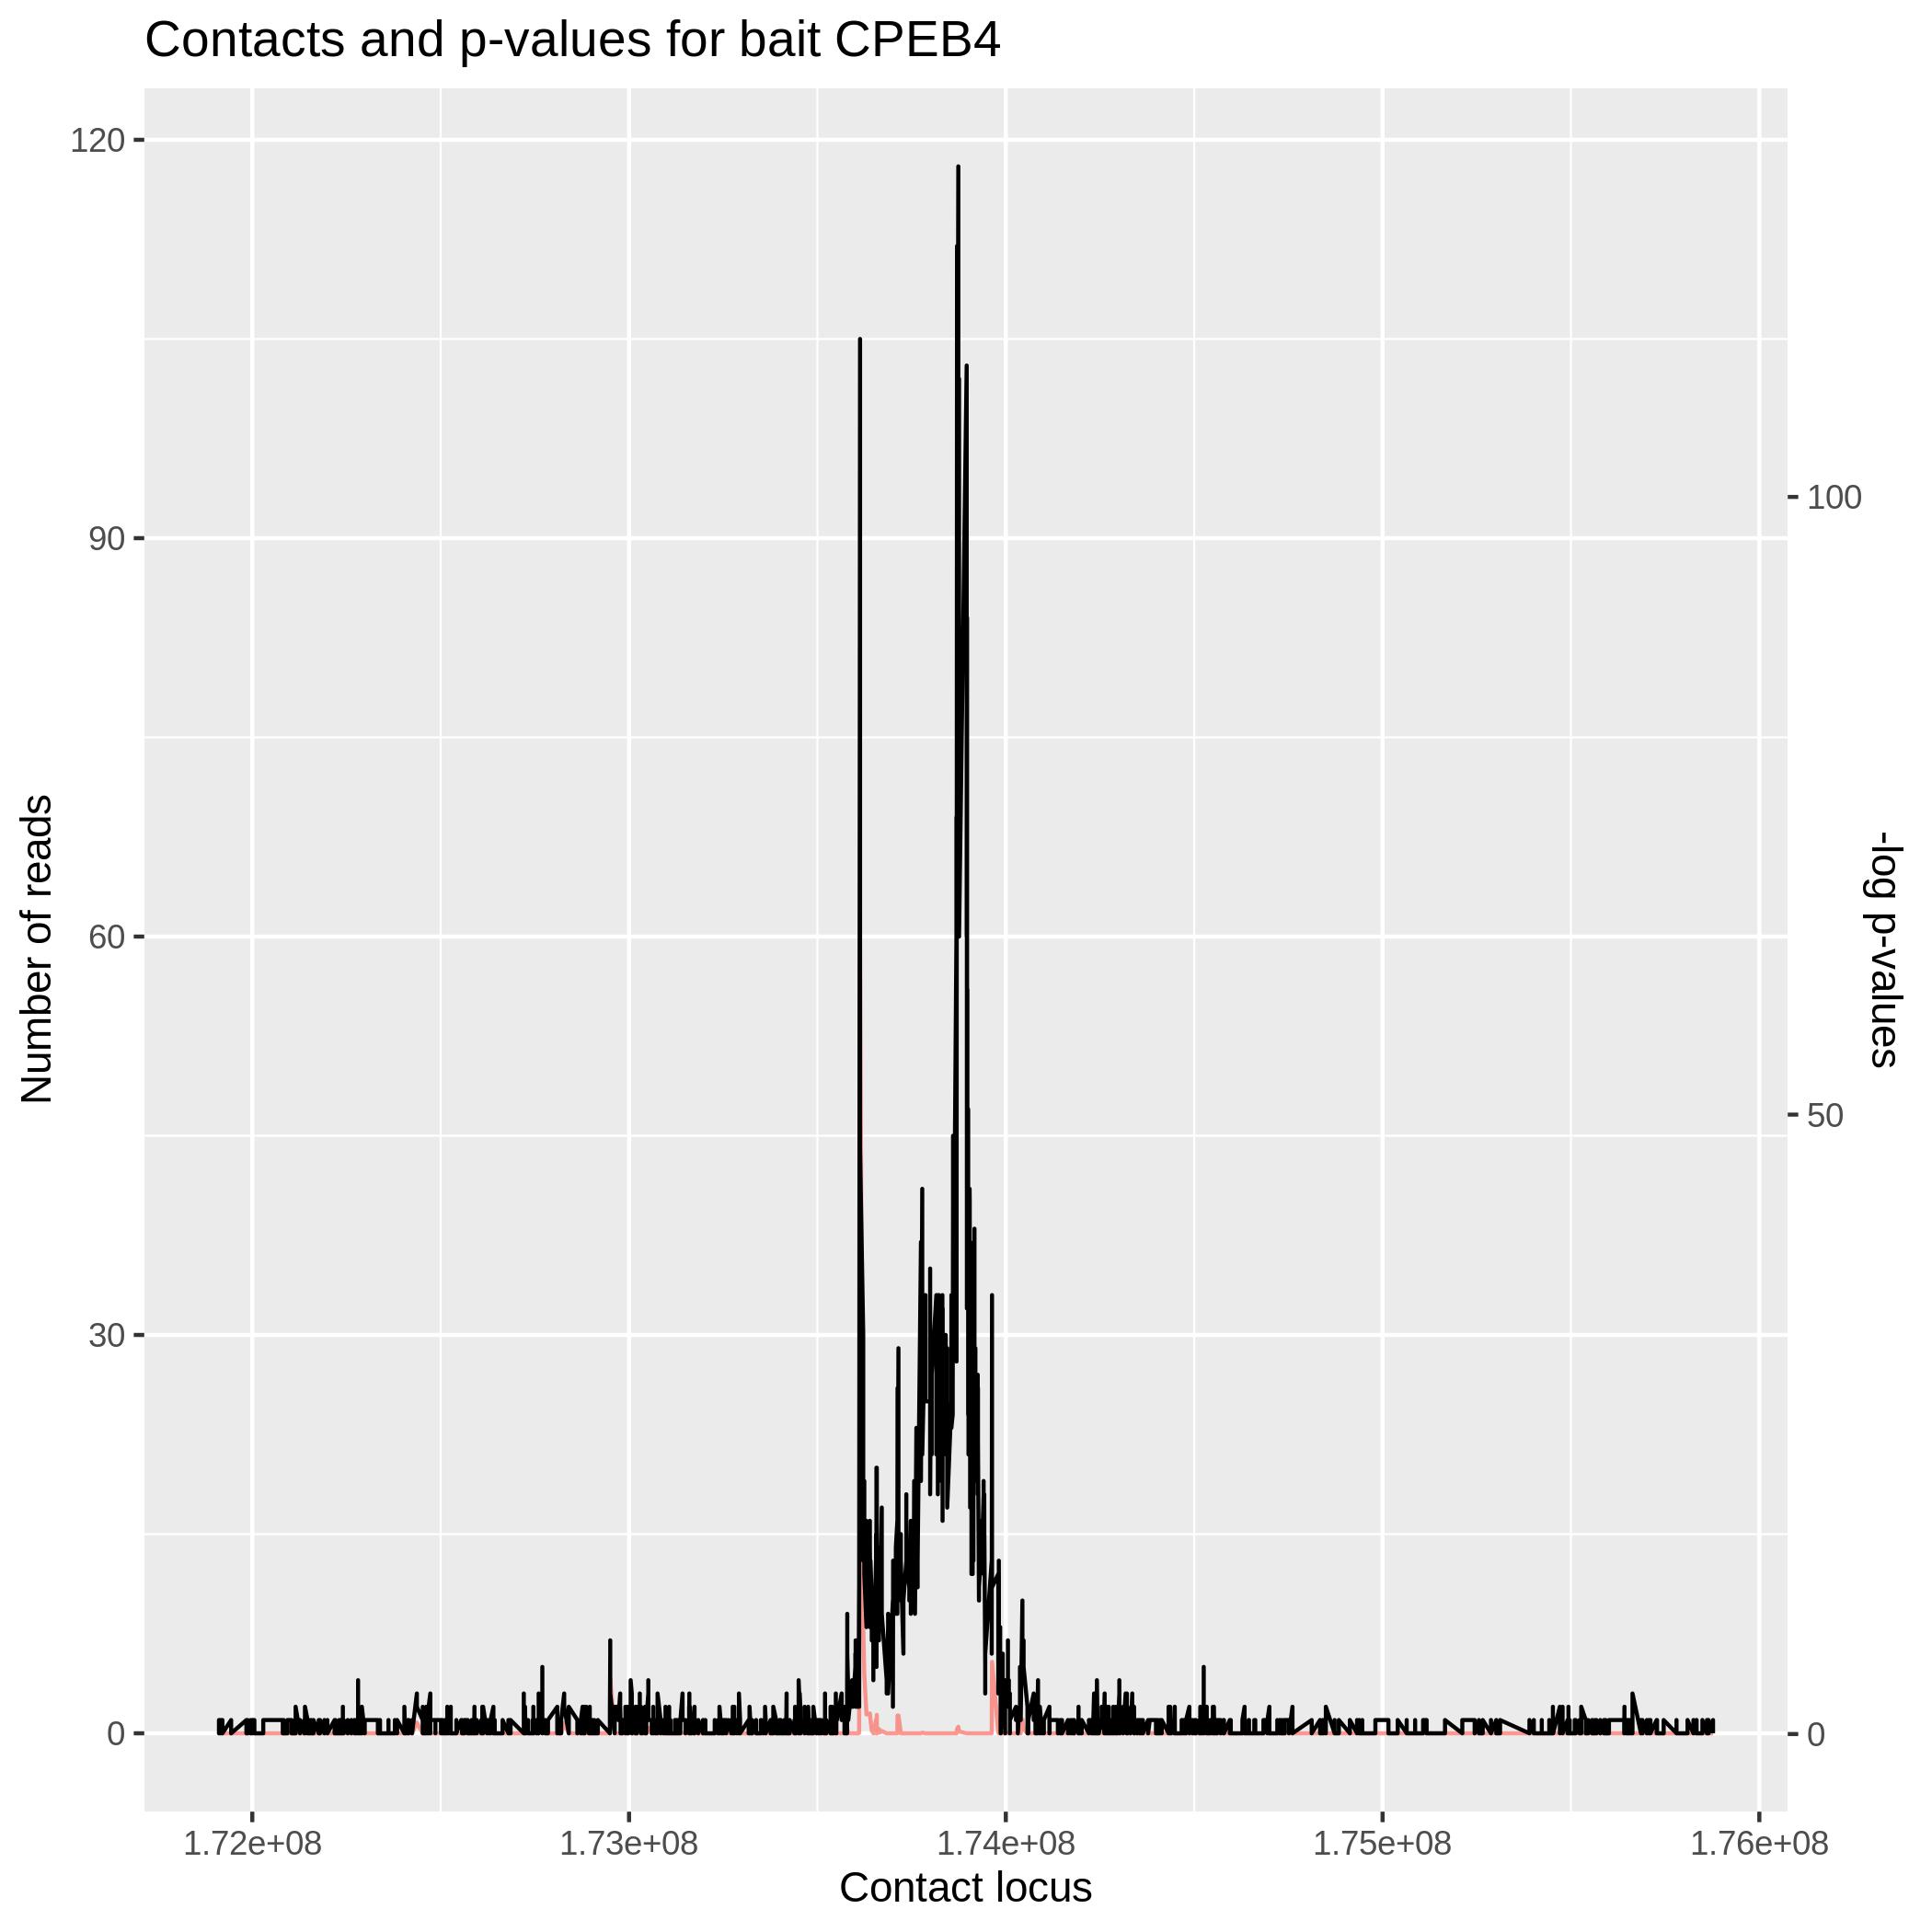 Contacts and p-values for bait CPEB4
120
90
60
30
0
Number of reads
100
50
0
-log p-values
1.72e+08
1.73e+08
1.74e+08
1.75e+08
1.76e+08
Contact locus